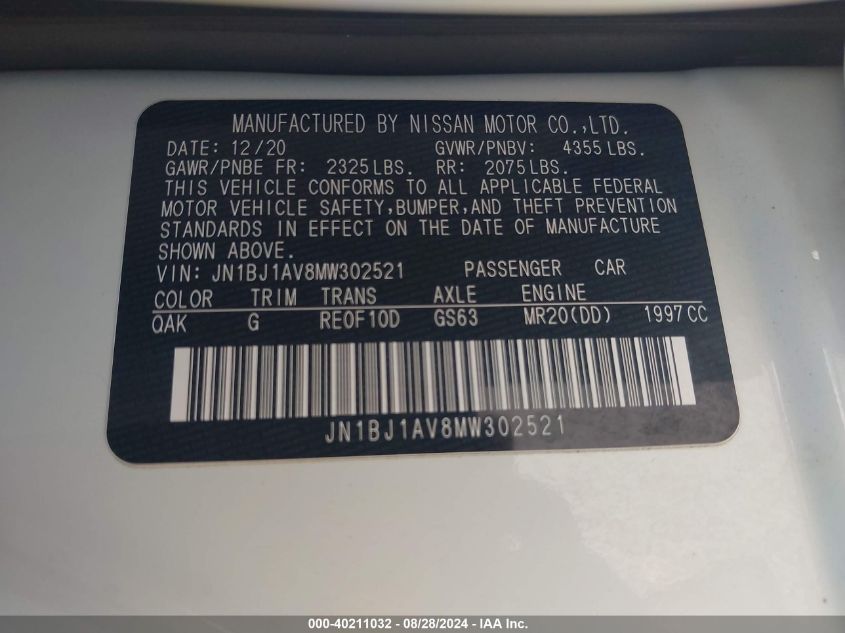 MANUFACTURED BY NISSAN MOTOR CO.,LTD.
DATE: 12/20 GVWR/PNBV: 4355 LBS.
GAWR/PNBE FR: 2325 LBS. RR: 2075 LBS.
THIS VEHICLE CONFORMS TO ALL APPLICABLE FEDERAL
MOTOR VEHICLE SAFETY,BUMPER,AND THEFT PREVENTION
STANDARDS IN EFFECT ON THE DATE OF MANUFACTURE
SHOWN ABOVE.
VIN: JN1BJ1AV8MW302521 PASSENGER CAR
COLOR TRIM TRANS AXLE ENGINE
QAK G RE0F10D GS63 MR20(DD) 1997 CC
JN1BJ1AV8MW302521
000-40211032 - 08/28/2024 - IAA Inc.